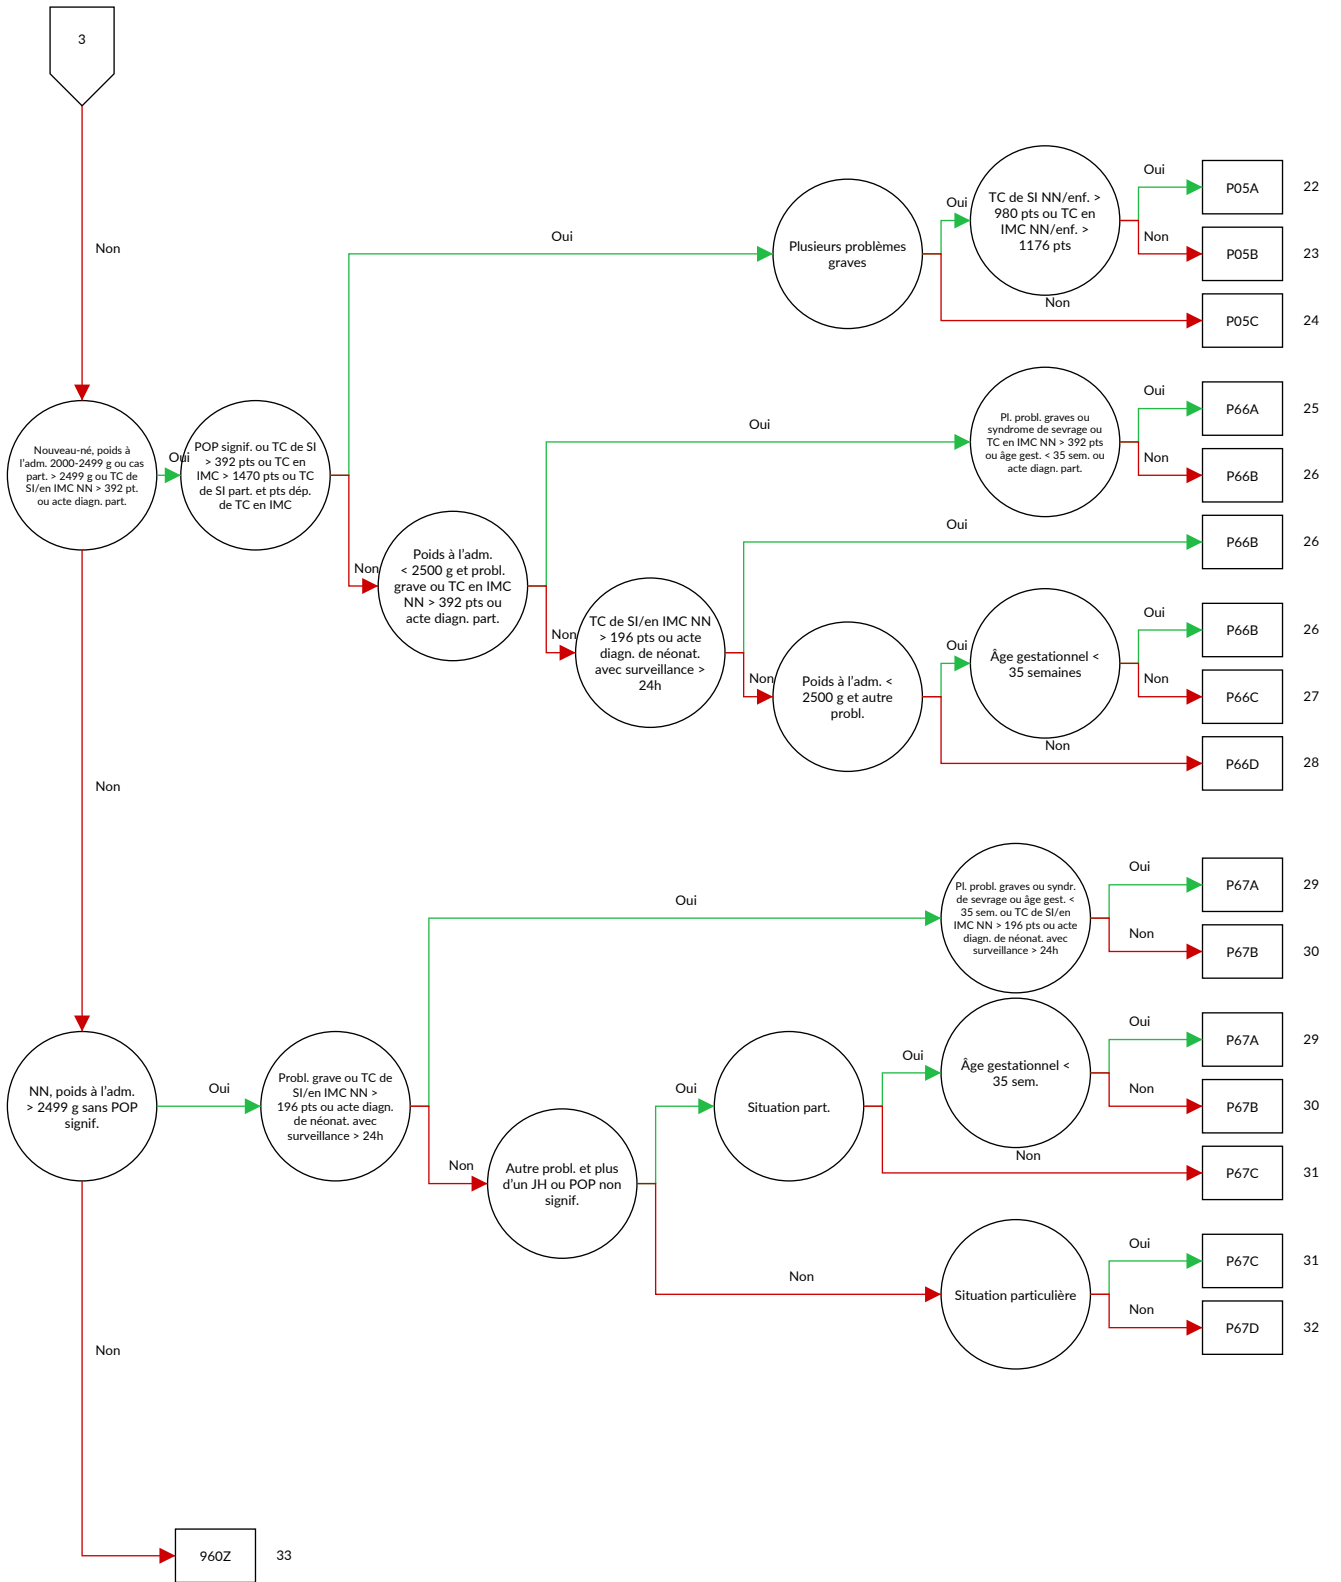 3
Non
Oui
Plusieurs problèmes
graves
Oui
TC de SI NN/enf. >
980 pts ou TC en
IMC NN/enf. >
1176 pts
Oui
P05A
22
Non
P05B
23
Non
P05C
24
Nouveau-né, poids à
l'adm. 2000-2499 g ou cas
part. > 2499 g ou TC de
SI/en IMC NN > 392 pt.
ou acte diagn. part.
Oui
POP signif. ou TC de SI
> 392 pts ou TC en
IMC > 1470 pts ou TC
de SI part. et pts dép.
de TC en IMC
Oui
Pl. probl. graves ou
syndrome de sevrage ou
TC en IMC NN > 392 pts
ou âge gest. < 35 sem. ou
acte diagn. part.
Oui
P66A
25
Non
P66B
26
Non
Poids à l'adm.
< 2500 g et probl.
grave ou TC en IMC
NN > 392 pts ou
acte diagn. part.
Oui
P66B
26
Non
TC de SI/en IMC NN
> 196 pts ou acte
diagn. de néonat.
avec surveillance >
24h
Non
Poids à l'adm. <
2500 g et autre
probl.
Oui
Âge gestationnel <
35 semaines
Oui
P66B
26
Non
P66C
27
Non
P66D
28
Non
Oui
Pl. probl. graves ou syndr.
de sevrage ou âge gest. <
35 sem. ou TC de SI/en
IMC NN > 196 pts ou acte
diagn. de néonat. avec
surveillance > 24h
Oui
P67A
29
Non
P67B
30
NN, poids à l'adm.
> 2499 g sans POP
signif.
Oui
Probl. grave ou TC de
SI/en IMC NN >
196 pts ou acte diagn.
de néonat. avec
surveillance > 24h
Non
Autre probl. et plus
d'un JH ou POP non
signif.
Oui
Situation part.
Oui
Âge gestationnel <
35 sem.
Oui
P67A
29
Non
P67B
30
Non
P67C
31
Non
Situation particulière
Oui
P67C
31
Non
P67D
32
Non
960Z
33